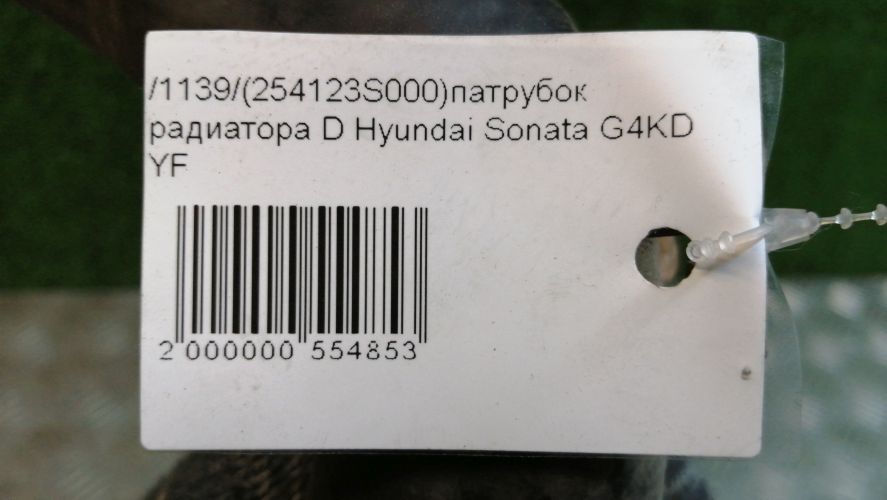 /1139/(254123S000)патрубок
радиатора D Hyundai Sonata G4KD
YF
2 000000 554853